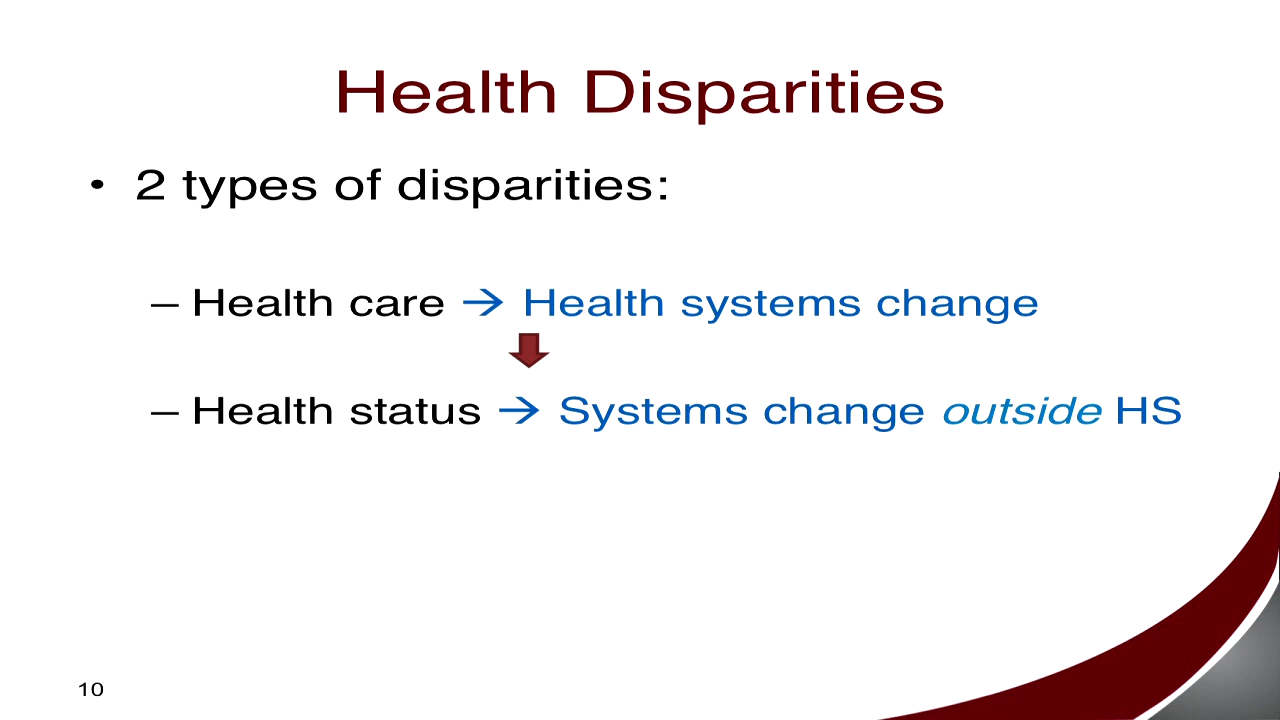 Health Disparities
• 2 types of disparities:
– Health care → Health systems change
– Health status → Systems change outside HS
10